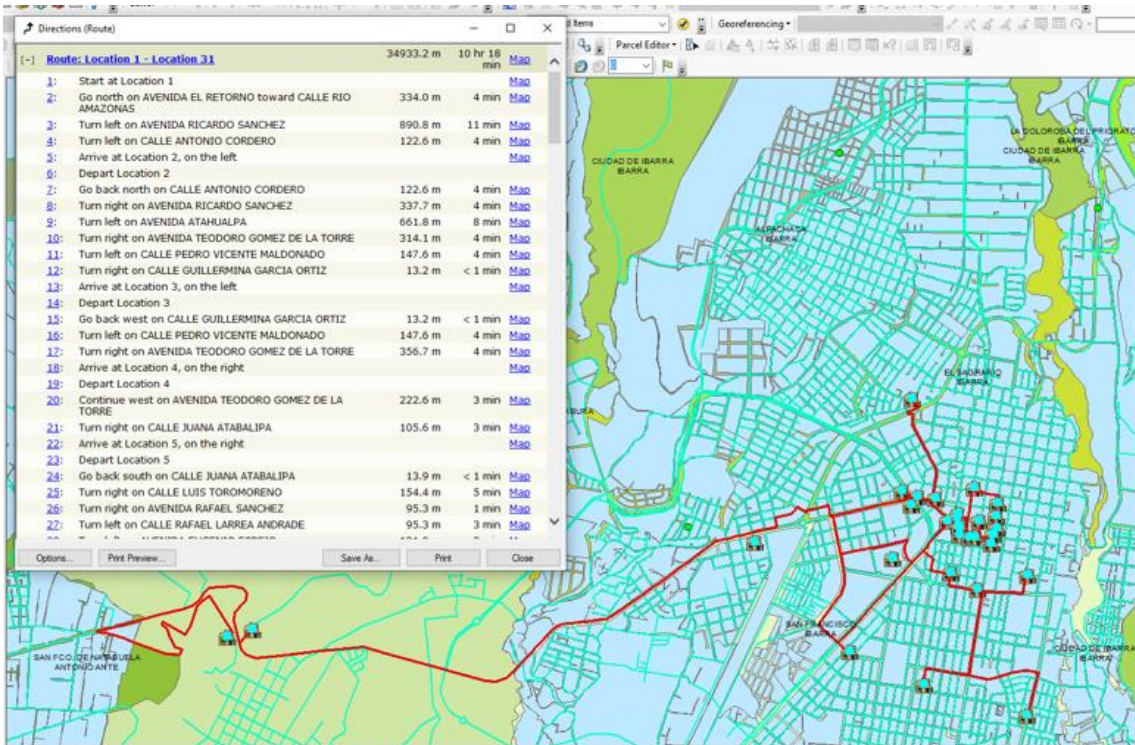 Directions (Route)
[-] Route: Location 1 - Location 31 34933.2 m 10 hr 18 min Map
1: Start at Location 1 Map
2: Go north on AVENIDA EL RETORNO toward CALLE RIO AMAZONAS 334.0 m 4 min Map
3: Turn left on AVENIDA RICARDO SANCHEZ 890.8 m 11 min Map
4: Turn left on CALLE ANTONIO CORDERO 122.6 m 4 min Map
5: Arrive at Location 2, on the left Map
6: Depart Location 2
7: Go back north on CALLE ANTONIO CORDERO 122.6 m 4 min Map
8: Turn right on AVENIDA RICARDO SANCHEZ 337.7 m 4 min Map
9: Turn left on AVENIDA ATAHUALPA 661.8 m 8 min Map
10: Turn right on AVENIDA TEODORO GOMEZ DE LA TORRE 314.1 m 4 min Map
11: Turn left on CALLE PEDRO VICENTE MALDONADO 147.6 m 4 min Map
12: Turn right on CALLE GUILLERMINA GARCIA ORTIZ 13.2 m < 1 min Map
13: Arrive at Location 3, on the left Map
14: Depart Location 3
15: Go back west on CALLE GUILLERMINA GARCIA ORTIZ 13.2 m < 1 min Map
16: Turn left on CALLE PEDRO VICENTE MALDONADO 147.6 m 4 min Map
17: Turn right on AVENIDA TEODORO GOMEZ DE LA TORRE 356.7 m 4 min Map
18: Arrive at Location 4, on the right Map
19: Depart Location 4
20: Continue west on AVENIDA TEODORO GOMEZ DE LA TORRE 222.6 m 3 min Map
21: Turn right on CALLE JUANA ATABALIPA 105.6 m 3 min Map
22: Arrive at Location 5, on the right Map
23: Depart Location 5
24: Go back south on CALLE JUANA ATABALIPA 13.9 m < 1 min Map
25: Turn right on CALLE LUIS TOROMORENO 154.4 m 5 min Map
26: Turn right on AVENIDA RAFAEL SANCHEZ 95.3 m 1 min Map
27: Turn left on CALLE RAFAEL LARREA ANDRADE 95.3 m 3 min Map
Options... Print Preview... Save As... Print Close
Items Georeferencing
Parcel Editor
CIUDAD DE IBARRA
IBARRA
LA DOLOROSA DEL PRIORATO
IBARRA
CIUDAD DE IBARRA
IBARRA
ALPACHACA
IBARRA
EL SAGRARIO
IBARRA
SAN FRANCISCO
IBARRA
CIUDAD DE IBARRA
IBARRA
SAN FCO. DE NATABUELA
ANTONIO ANTE